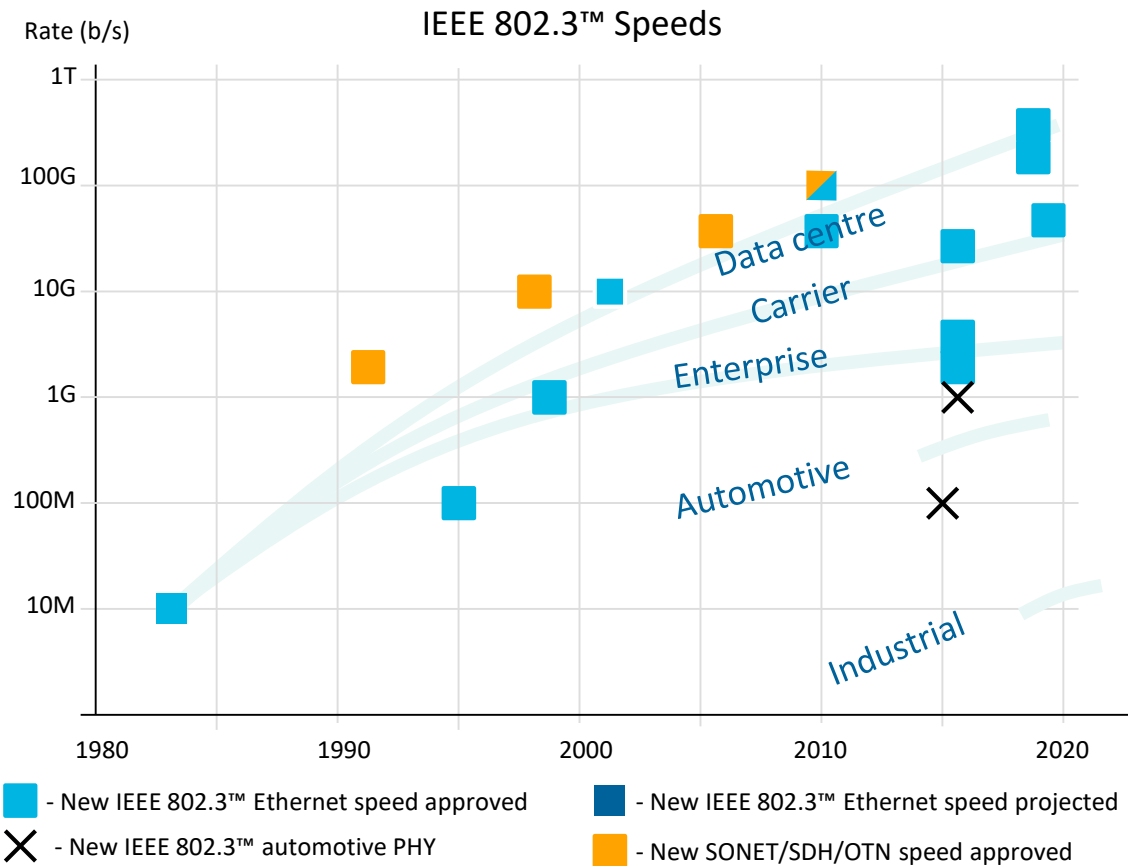 IEEE 802.3™ Speeds
Rate (b/s)
1T
100G
10G
1G
100M
10M
Data centre
Carrier
Enterprise
Automotive
Industrial
1980
1990
2000
2010
2020
- New IEEE 802.3™ Ethernet speed approved
- New IEEE 802.3™ Ethernet speed projected
- New IEEE 802.3™ automotive PHY
- New SONET/SDH/OTN speed approved